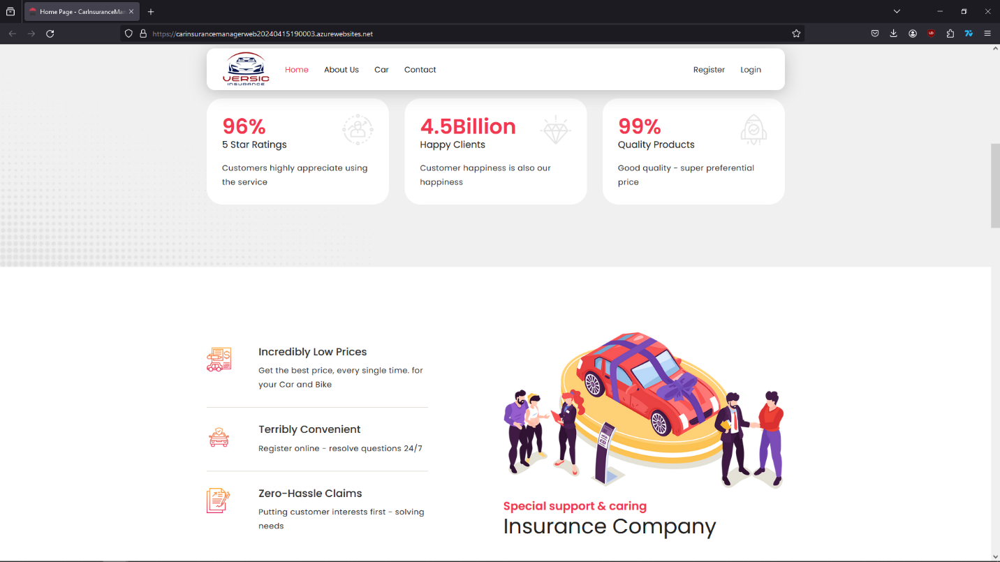 Home Page - CarInsuranceMan
https://carinsurancemanagerweb20240415190003.azurewebsites.net
VERSIC
INSURANCE
Home
About Us
Car
Contact
Register
Login
96%
5 Star Ratings
Customers highly appreciate using
the service
4.5Billion
Happy Clients
Customer happiness is also our
happiness
99%
Quality Products
Good quality - super preferential
price
Incredibly Low Prices
Get the best price, every single time. for
your Car and Bike
Terribly Convenient
Register online - resolve questions 24/7
Zero-Hassle Claims
Putting customer interests first - solving
needs
Special support & caring
Insurance Company